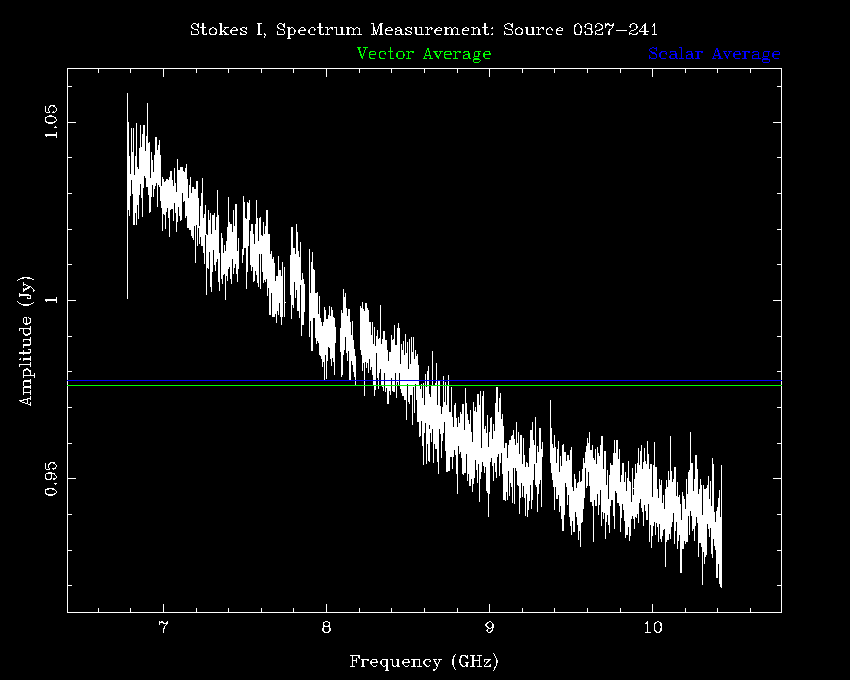 Stokes I, Spectrum Measurement: Source 0327-241
Vector Average Scalar Average
1.05
1
0.95
Amplitude (Jy)
7 8 9 10
Frequency (GHz)